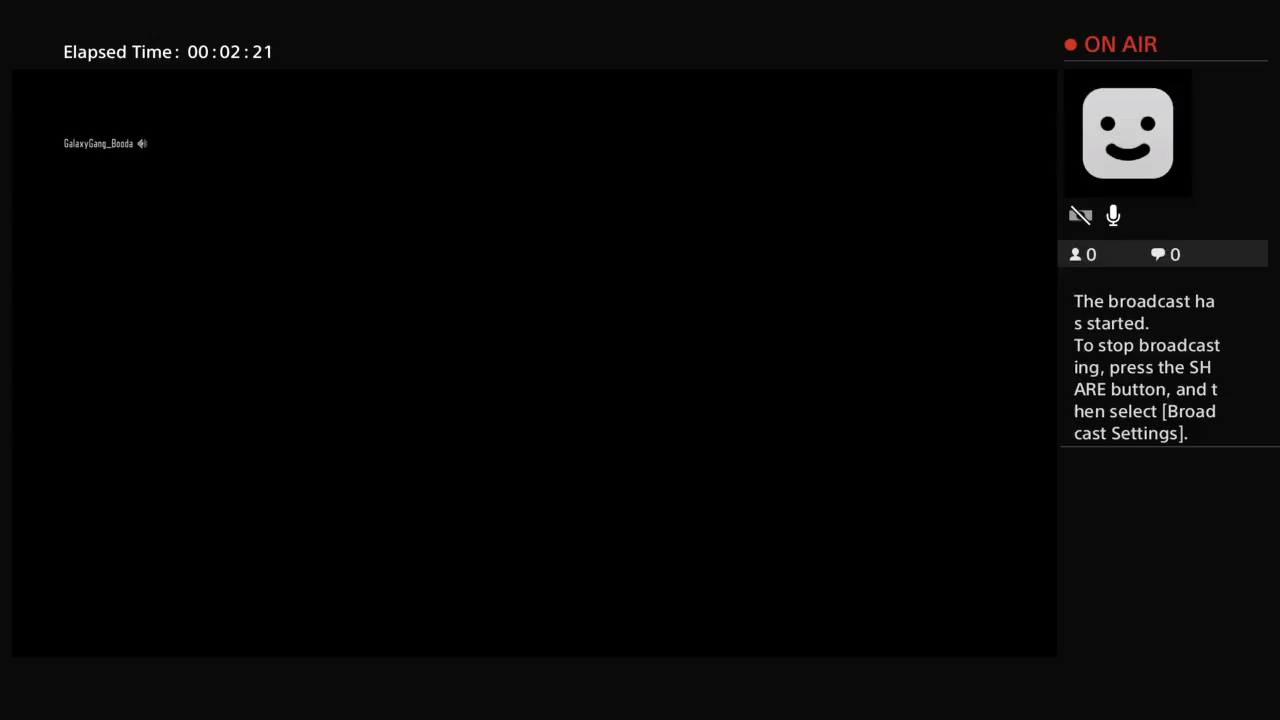 Elapsed Time: 00:02:21
ON AIR
GalaxyGang_Booda
0
0
The broadcast ha
s started.
To stop broadcast
ing, press the SH
ARE button, and t
hen select [Broad
cast Settings].